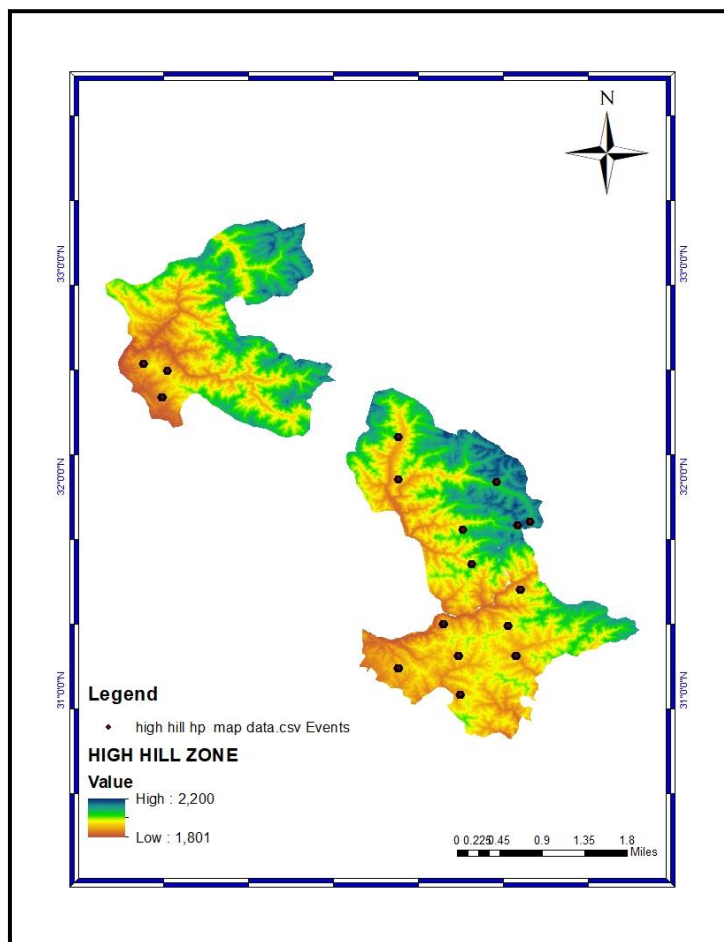 N
33°0'0"N
33°0'0"N
32°0'0"N
32°0'0"N
31°0'0"N
31°0'0"N
Legend
high hill hp map data.csv Events
HIGH HILL ZONE
Value
High : 2,200
Low : 1,801
0 0.225 0.45 0.9 1.35 1.8
Miles